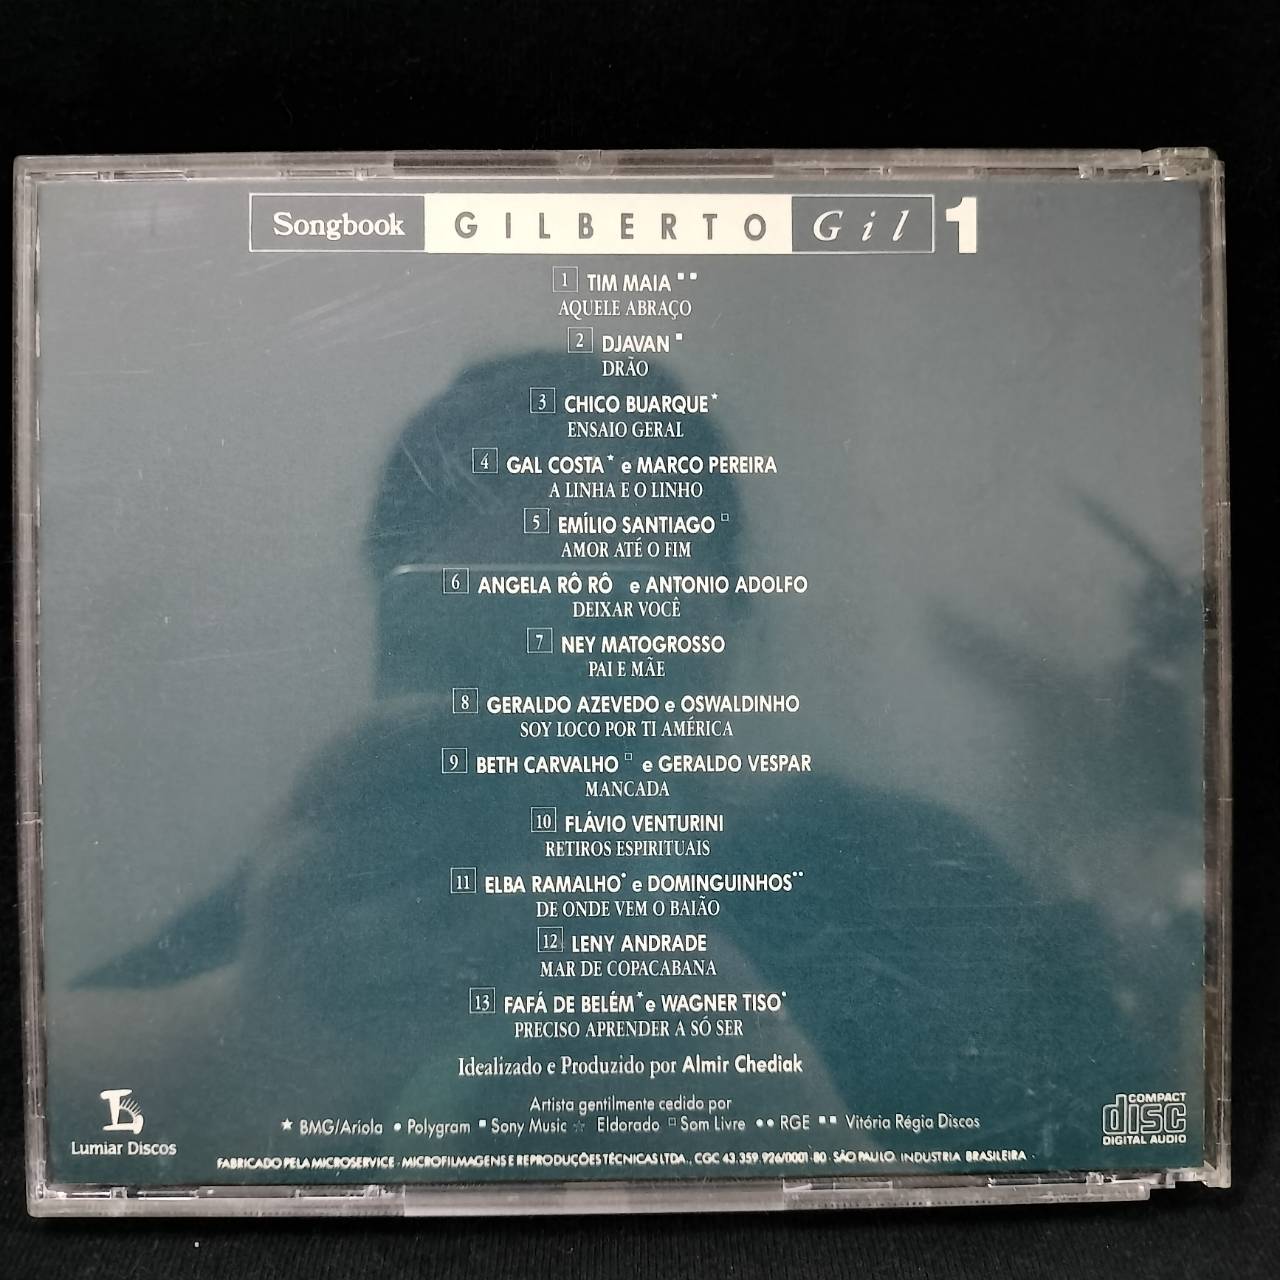 Songbook GILBERTO Gil 1
1 TIM MAIA ▪▪
AQUELE ABRAÇO
2 DJAVAN ▪
DRÃO
3 CHICO BUARQUE★
ENSAIO GERAL
4 GAL COSTA★ e MARCO PEREIRA
A LINHA E O LINHO
5 EMÍLIO SANTIAGO □
AMOR ATÉ O FIM
6 ANGELA RÔ RÔ e ANTONIO ADOLFO
DEIXAR VOCÊ
7 NEY MATOGROSSO
PAI E MÃE
8 GERALDO AZEVEDO e OSWALDINHO
SOY LOCO POR TI AMÉRICA
9 BETH CARVALHO □ e GERALDO VESPAR
MANCADA
10 FLÁVIO VENTURINI
RETIROS ESPIRITUAIS
11 ELBA RAMALHO• e DOMINGUINHOS••
DE ONDE VEM O BAIÃO
12 LENY ANDRADE
MAR DE COPACABANA
13 FAFÁ DE BELÉM★ e WAGNER TISO•
PRECISO APRENDER A SÓ SER
Idealizado e Produzido por Almir Chediak
Artista gentilmente cedido por
★ BMG/Ariola • Polygram ▪ Sony Music ☆ Eldorado □ Som Livre •• RGE ▪▪ Vitória Régia Discos
Lumiar Discos
COMPACT
disc
DIGITAL AUDIO
FABRICADO PELA MICROSERVICE - MICROFILMAGENS E REPRODUÇÕES TÉCNICAS LTDA., CGC 43.359.926/0001-80 - SÃO PAULO. INDUSTRIA BRASILEIRA